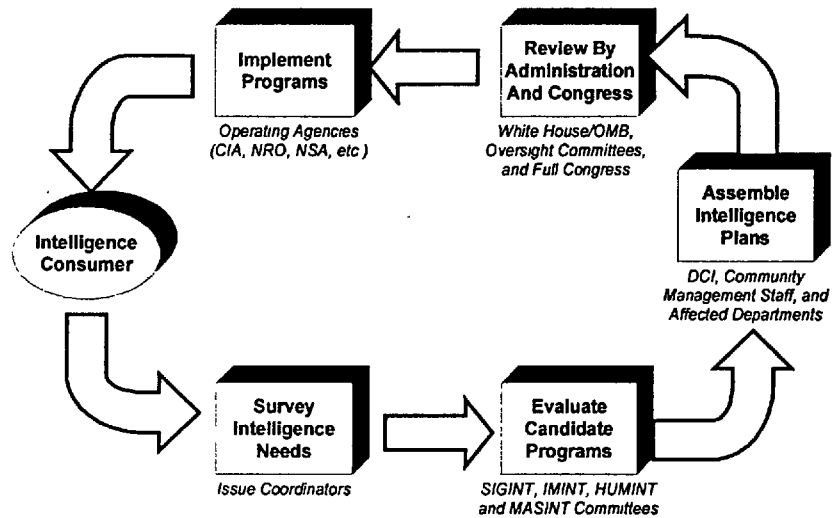 Implement
Programs
Operating Agencies
(CIA, NRO, NSA, etc )
Review By
Administration
And Congress
White House/OMB,
Oversight Committees,
and Full Congress
Assemble
Intelligence
Plans
DCI, Community
Management Staff, and
Affected Departments
Intelligence
Consumer
Survey
Intelligence
Needs
Issue Coordinators
Evaluate
Candidate
Programs
SIGINT, IMINT, HUMINT
and MASINT Committees